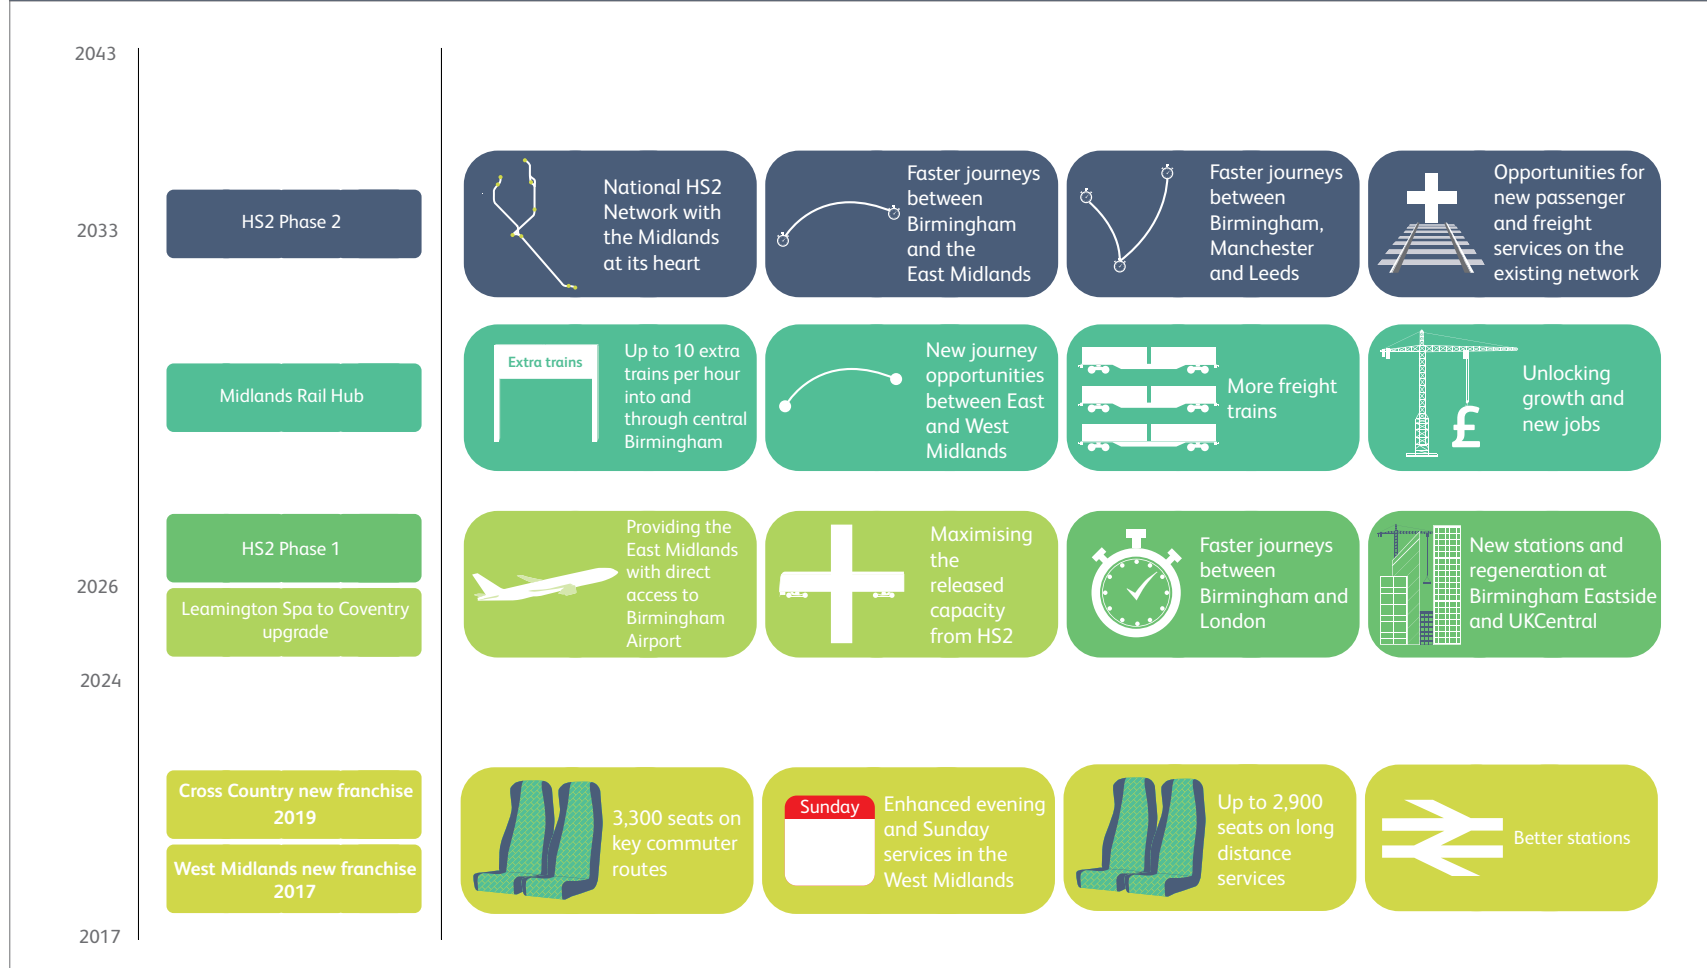 2043
HS2 Phase 2
2033
National HS2
Network with
the Midlands
at its heart
Faster journeys
between
Birmingham
and the
East Midlands
Faster journeys
between
Birmingham,
Manchester
and Leeds
Opportunities for
new passenger
and freight
services on the
existing network
Midlands Rail Hub
Extra trains
Up to 10 extra
trains per hour
into and
through central
Birmingham
New journey
opportunities
between East
and West
Midlands
More freight
trains
£
Unlocking
growth and
new jobs
HS2 Phase 1
2026
Leamington Spa to Coventry
upgrade
Providing the
East Midlands
with direct
access to
Birmingham
Airport
Maximising
the
released
capacity
from HS2
Faster journeys
between
Birmingham and
London
New stations and
regeneration at
Birmingham Eastside
and UKCentral
2024
Cross Country new franchise
2019
West Midlands new franchise
2017
3,300 seats on
key commuter
routes
Sunday
Enhanced evening
and Sunday
services in the
West Midlands
Up to 2,900
seats on long
distance
services
Better stations
2017